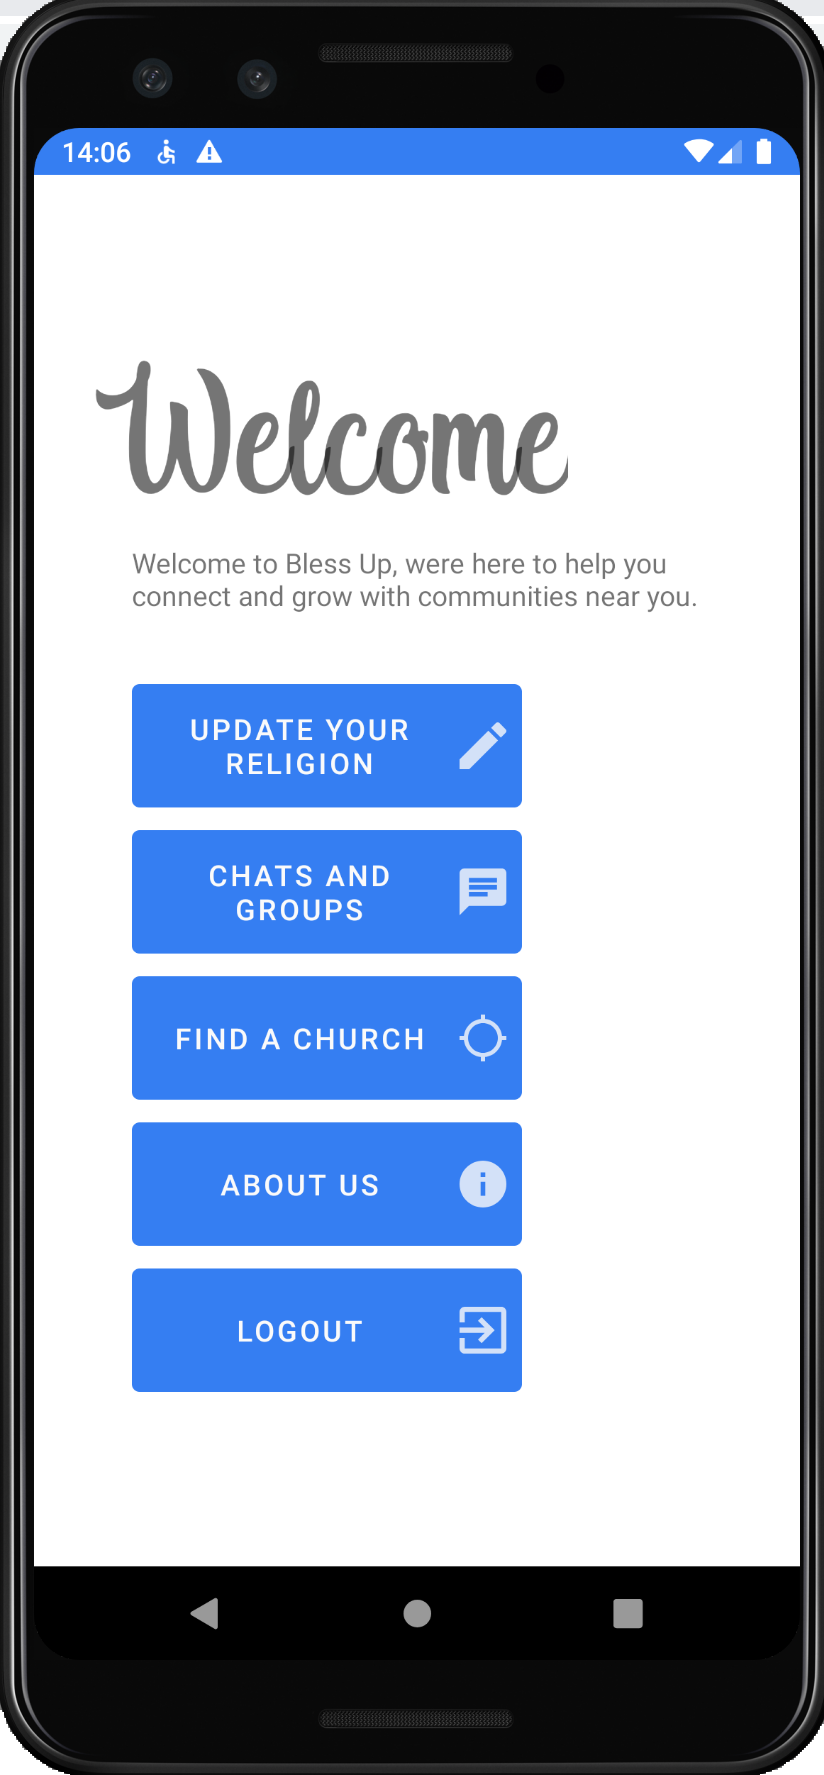 14:06
Welcome
Welcome to Bless Up, were here to help you
connect and grow with communities near you.
UPDATE YOUR
RELIGION
CHATS AND
GROUPS
FIND A CHURCH
ABOUT US
LOGOUT